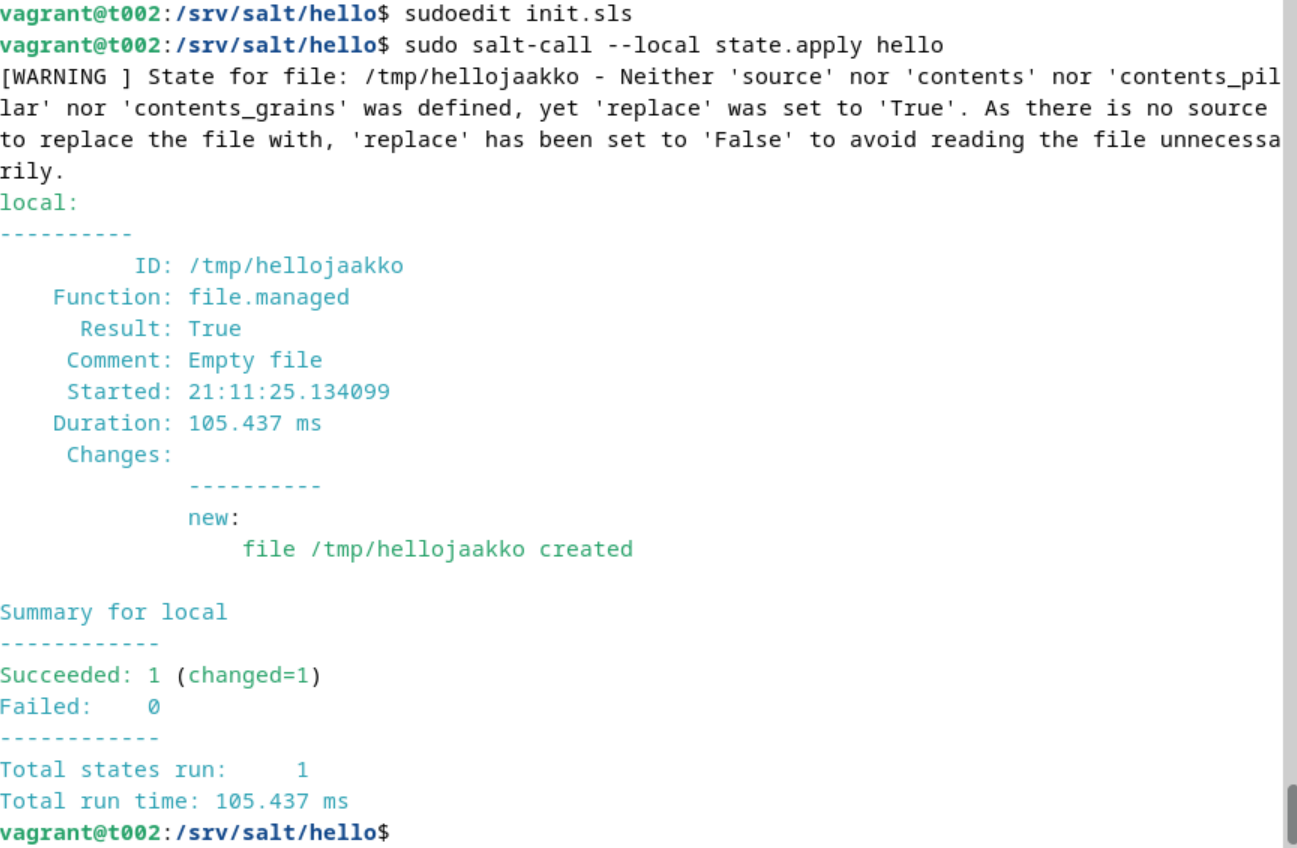 vagrant@t002:/srv/salt/hello$ sudoedit init.sls
vagrant@t002:/srv/salt/hello$ sudo salt-call --local state.apply hello
[WARNING ] State for file: /tmp/hellojaakko - Neither 'source' nor 'contents' nor 'contents_pil
lar' nor 'contents_grains' was defined, yet 'replace' was set to 'True'. As there is no source
to replace the file with, 'replace' has been set to 'False' to avoid reading the file unnecessa
rily.
local:
----------
          ID: /tmp/hellojaakko
    Function: file.managed
      Result: True
     Comment: Empty file
     Started: 21:11:25.134099
    Duration: 105.437 ms
     Changes:
              ----------
              new:
                  file /tmp/hellojaakko created

Summary for local
------------
Succeeded: 1 (changed=1)
Failed:    0
------------
Total states run:     1
Total run time: 105.437 ms
vagrant@t002:/srv/salt/hello$